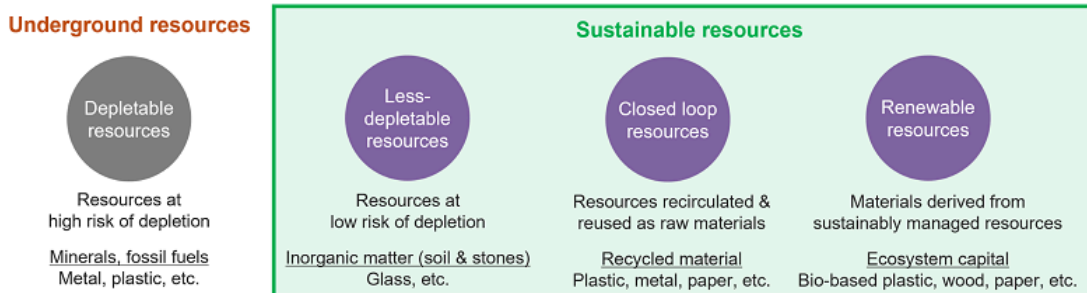 Underground resources
Sustainable resources
Depletable
resources
Less-
depletable
resources
Closed loop
resources
Renewable
resources
Resources at
high risk of depletion
Resources at
low risk of depletion
Resources recirculated &
reused as raw materials
Materials derived from
sustainably managed resources
Minerals, fossil fuels
Metal, plastic, etc.
Inorganic matter (soil & stones)
Glass, etc.
Recycled material
Plastic, metal, paper, etc.
Ecosystem capital
Bio-based plastic, wood, paper, etc.